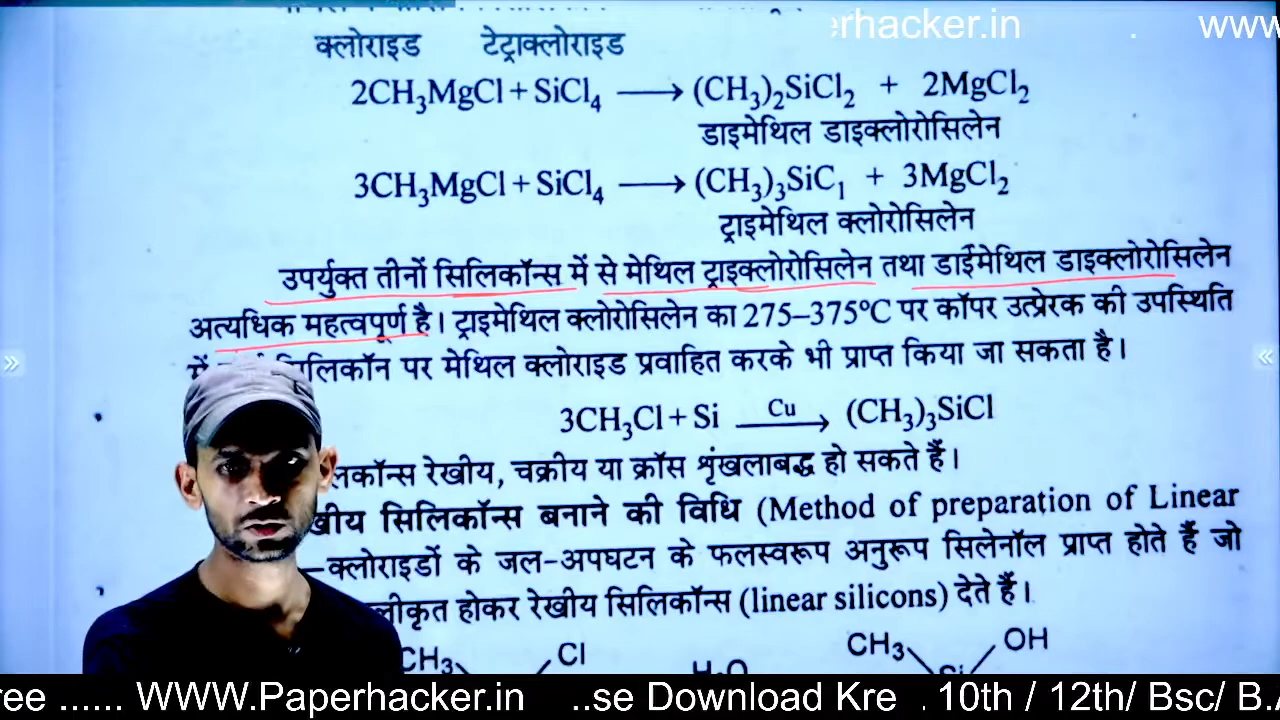 erhacker.in . www
क्लोराइड टेट्राक्लोराइड
2CH₃MgCl + SiCl₄ ⟶ (CH₃)₂SiCl₂ + 2MgCl₂
डाइमेथिल डाइक्लोरोसिलेन
3CH₃MgCl + SiCl₄ ⟶ (CH₃)₃SiC₁ + 3MgCl₂
ट्राइमेथिल क्लोरोसिलेन
उपर्युक्त तीनों सिलिकॉन्स में से मेथिल ट्राइक्लोरोसिलेन तथा डाईमेथिल डाइक्लोरोसिलेन
अत्यधिक महत्वपूर्ण है। ट्राइमेथिल क्लोरोसिलेन का 275–375°C पर कॉपर उत्प्रेरक की उपस्थिति
में सिलिकॉन पर मेथिल क्लोराइड प्रवाहित करके भी प्राप्त किया जा सकता है।
3CH₃Cl + Si Cu ⟶ (CH₃)₃SiCl
लिकॉन्स रेखीय, चक्रीय या क्रॉस शृंखलाबद्ध हो सकते हैं।
खीय सिलिकॉन्स बनाने की विधि (Method of preparation of Linear
–क्लोराइडों के जल-अपघटन के फलस्वरूप अनुरूप सिलेनॉल प्राप्त होते हैं जो
लीकृत होकर रेखीय सिलिकॉन्स (linear silicons) देते हैं।
CH₃ Cl H₂O CH₃ Si OH
ree ...... WWW.Paperhacker.in ..se Download Kre . 10th / 12th/ Bsc/ B.